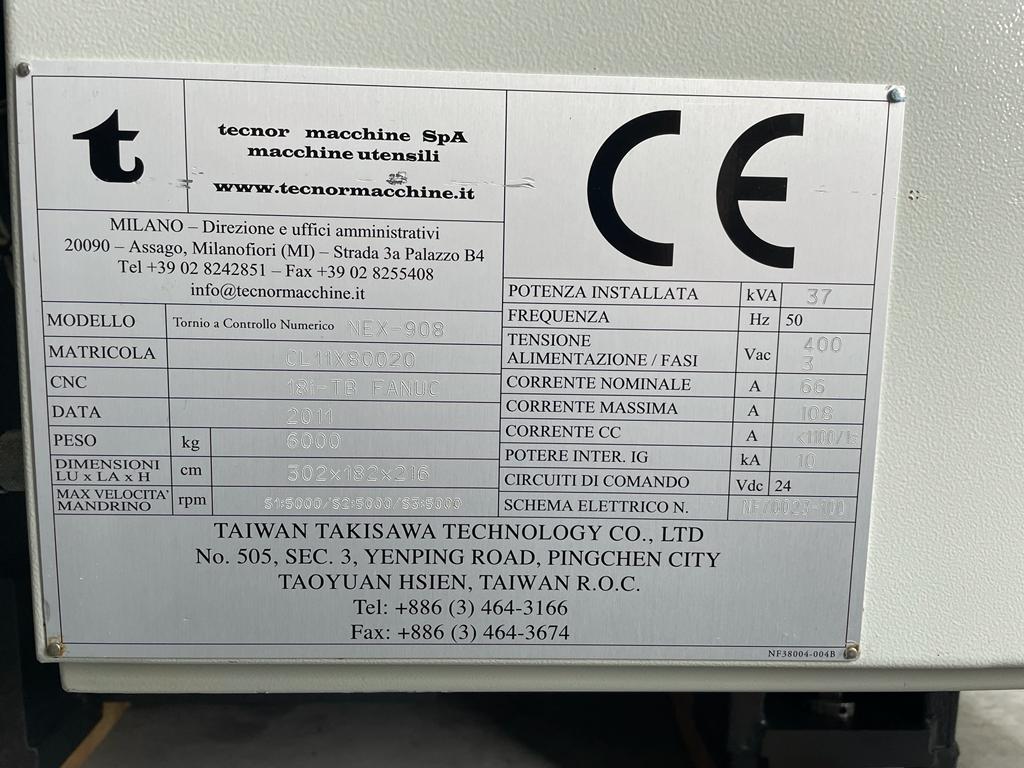 t
tecnor macchine SpA
macchine utensili
www.tecnormacchine.it
MILANO – Direzione e uffici amministrativi
20090 – Assago, Milanofiori (MI) – Strada 3a Palazzo B4
Tel +39 02 8242851 – Fax +39 02 8255408
info@tecnormacchine.it
MODELLO Tornio a Controllo Numerico NEX-908
MATRICOLA CL11X80020
CNC 18i-TB FANUC
DATA 2011
PESO kg 6000
DIMENSIONI
LU x LA x H cm 302x182x216
MAX VELOCITA'
MANDRINO rpm S1:5000/S2:5000/S3:5000
CE
POTENZA INSTALLATA kVA 37
FREQUENZA Hz 50
TENSIONE
ALIMENTAZIONE / FASI Vac 400
3
CORRENTE NOMINALE A 66
CORRENTE MASSIMA A 108
CORRENTE CC A
POTERE INTER. IG kA 10
CIRCUITI DI COMANDO Vdc 24
SCHEMA ELETTRICO N.
TAIWAN TAKISAWA TECHNOLOGY CO., LTD
No. 505, SEC. 3, YENPING ROAD, PINGCHEN CITY
TAOYUAN HSIEN, TAIWAN R.O.C.
Tel: +886 (3) 464-3166
Fax: +886 (3) 464-3674
NF38004-004B